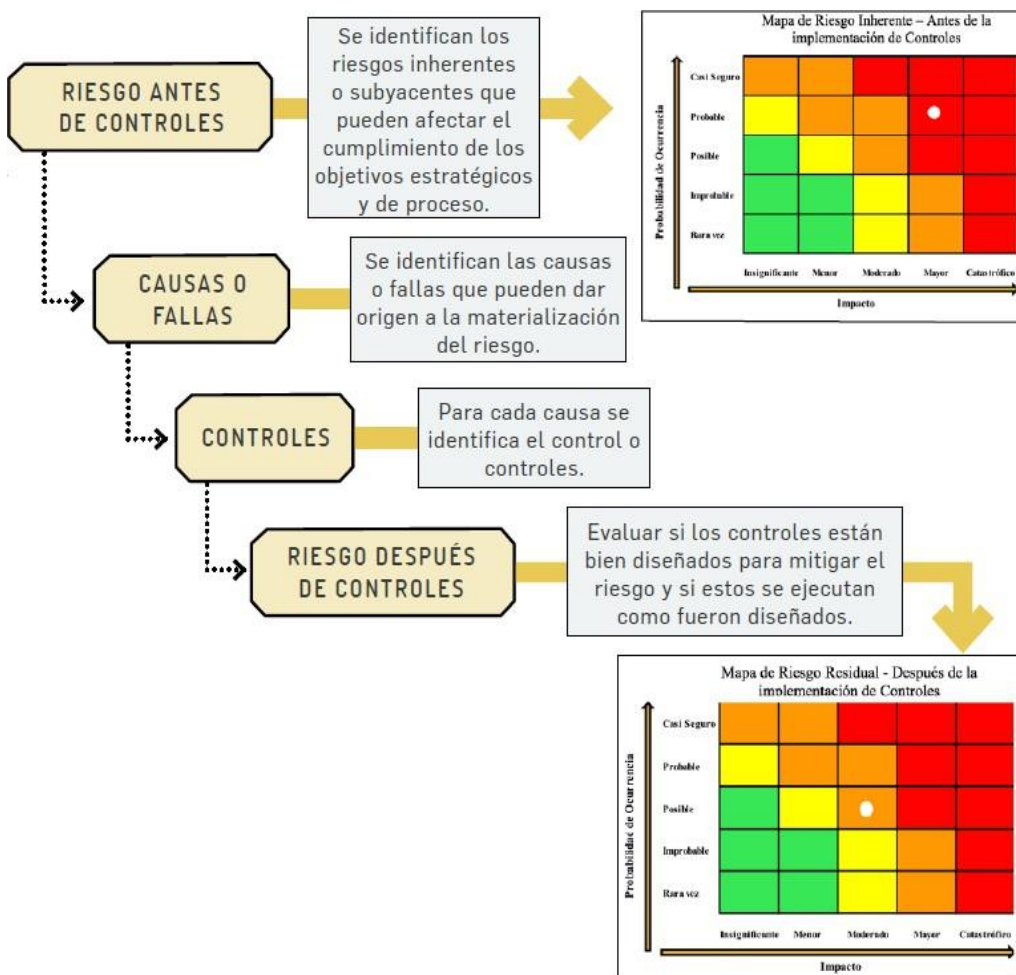 RIESGO ANTES
DE CONTROLES
Se identifican los
riesgos inherentes
o subyacentes que
pueden afectar el
cumplimiento de los
objetivos estratégicos
y de proceso.
Mapa de Riesgo Inherente – Antes de la
implementación de Controles
Probabilidad de Ocurrencia
Casi Seguro
Probable
Posible
Improbable
Rara vez
Insignificante Menor Moderado Mayor Catastrófico
Impacto
CAUSAS O
FALLAS
Se identifican las causas
o fallas que pueden dar
origen a la materialización
del riesgo.
CONTROLES
Para cada causa se
identifica el control o
controles.
RIESGO DESPUÉS
DE CONTROLES
Evaluar si los controles están
bien diseñados para mitigar el
riesgo y si estos se ejecutan
como fueron diseñados.
Mapa de Riesgo Residual - Después de la
implementación de Controles
Probabilidad de Ocurrencia
Casi Seguro
Probable
Posible
Improbable
Rara vez
Insignificante Menor Moderado Mayor Catastrófico
Impacto